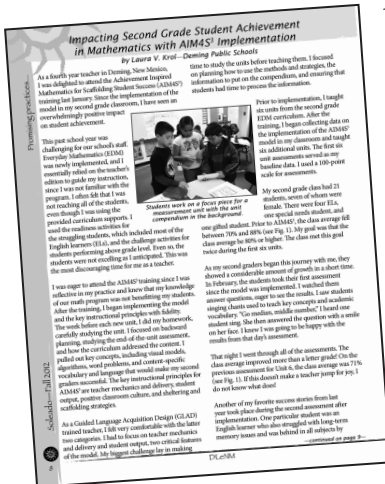 Impacting Second Grade Student Achievement
in Mathematics with AIM4S³ Implementation
by Laura V. Krol—Deming Public Schools
Promising practices
As a fourth year teacher in Deming, New Mexico,
I was delighted to attend the Achievement Inspired
Mathematics for Scaffolding Student Success (AIM4S³)
training last January. Since the implementation of the
model in my second grade classroom, I have seen an
overwhelmingly positive impact
on student achievement.
This past school year was
challenging for our school's staff.
Everyday Mathematics (EDM)
was newly implemented, and I
essentially relied on the teacher's
edition to guide my instruction,
since I was not familiar with the
program. I often felt that I was
not reaching all of the students,
even though I was using the
provided curriculum supports. I
used the readiness activities for
the struggling students, which included most of the
English learners (ELs), and the challenge activities for
students performing above grade level. Even so, the
students were not excelling as I anticipated. This was
the most discouraging time for me as a teacher.
I was eager to attend the AIM4S³ training since I was
reflective in my practice and knew that my knowledge
of our math program was not benefiting my students.
After the training, I began implementing the model
and the key instructional principles with fidelity.
The week before each new unit, I did my homework,
carefully studying the unit. I focused on backward
planning, studying the end-of-the unit assessment,
and how the curriculum addressed the content. I
pulled out key concepts, including visual models,
algorithms, word problems, and content-specific
vocabulary and language that would make my second
graders successful. The key instructional principles for
AIM4S³ are teacher mechanics and delivery, student
output, positive classroom culture, and sheltering and
scaffolding strategies.
As a Guided Language Acquisition Design (GLAD)
trained teacher, I felt very comfortable with the latter
two categories. I had to focus on teacher mechanics
and delivery and student output, two critical features
of the model. My biggest challenge lay in making
time to study the units before teaching them. I focused
on planning how to use the methods and strategies, the
information to put on the compendium, and ensuring that
students had time to process the information.
Students work on a focus piece for a
measurement unit with the unit
compendium in the background.
Prior to implementation, I taught
six units from the second grade
EDM curriculum. After the
training, I began collecting data on
the implementation of the AIM4S³
model in my classroom and taught
six additional units. The first six
unit assessments served as my
baseline data. I used a 100-point
scale for assessments.
My second grade class had 21
students, seven of whom were
female. There were four ELs,
one special needs student, and
one gifted student. Prior to AIM4S³, the class average fell
between 70% and 88% (see Fig. 1). My goal was that the
class average be 80% or higher. The class met this goal
twice during the first six units.
As my second graders began this journey with me, they
showed a considerable amount of growth in a short time.
In February, the students took their first assessment
since the model was implemented. I watched them
answer questions, eager to see the results. I saw students
singing chants used to teach key concepts and academic
vocabulary. "Go median, middle number," I heard one
student sing. She then answered the question with a smile
on her face. I knew I was going to be happy with the
results from that day's assessment.
That night I went through all of the assessments. The
class average improved more than a letter grade! On the
previous assessment for Unit 6, the class average was 71%
(see Fig. 1). If this doesn't make a teacher jump for joy, I
do not know what does!
Another of my favorite success stories from last
year took place during the second assessment after
implementation. One particular student was an
English learner who also struggled with long-term
memory issues and was behind in all subjects by
—continued on page 9—
Soleado—Fall 2012
DLeNM